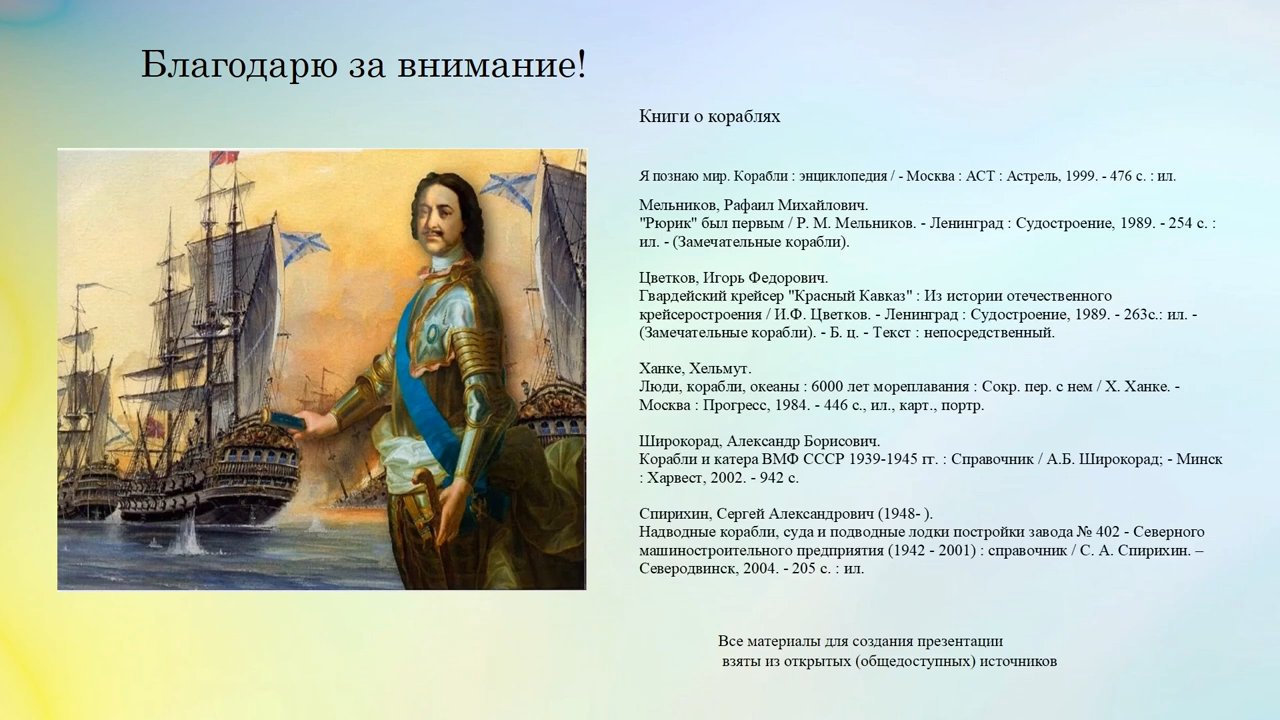 Благодарю за внимание!
Книги о кораблях
Я познаю мир. Корабли : энциклопедия / - Москва : АСТ : Астрель, 1999. - 476 с. : ил.
Мельников, Рафаил Михайлович.
"Рюрик" был первым / Р. М. Мельников. - Ленинград : Судостроение, 1989. - 254 с. :
ил. - (Замечательные корабли).
Цветков, Игорь Федорович.
Гвардейский крейсер "Красный Кавказ" : Из истории отечественного
крейсеростроения / И.Ф. Цветков. - Ленинград : Судостроение, 1989. - 263с.: ил. -
(Замечательные корабли). - Б. ц. - Текст : непосредственный.
Ханке, Хельмут.
Люди, корабли, океаны : 6000 лет мореплавания : Сокр. пер. с нем / Х. Ханке. -
Москва : Прогресс, 1984. - 446 с., ил., карт., портр.
Широкорад, Александр Борисович.
Корабли и катера ВМФ СССР 1939-1945 гг. : Справочник / А.Б. Широкорад; - Минск
: Харвест, 2002. - 942 с.
Спирихин, Сергей Александрович (1948- ).
Надводные корабли, суда и подводные лодки постройки завода № 402 - Северного
машиностроительного предприятия (1942 - 2001) : справочник / С. А. Спирихин. –
Северодвинск, 2004. - 205 с. : ил.
Все материалы для создания презентации
взяты из открытых (общедоступных) источников